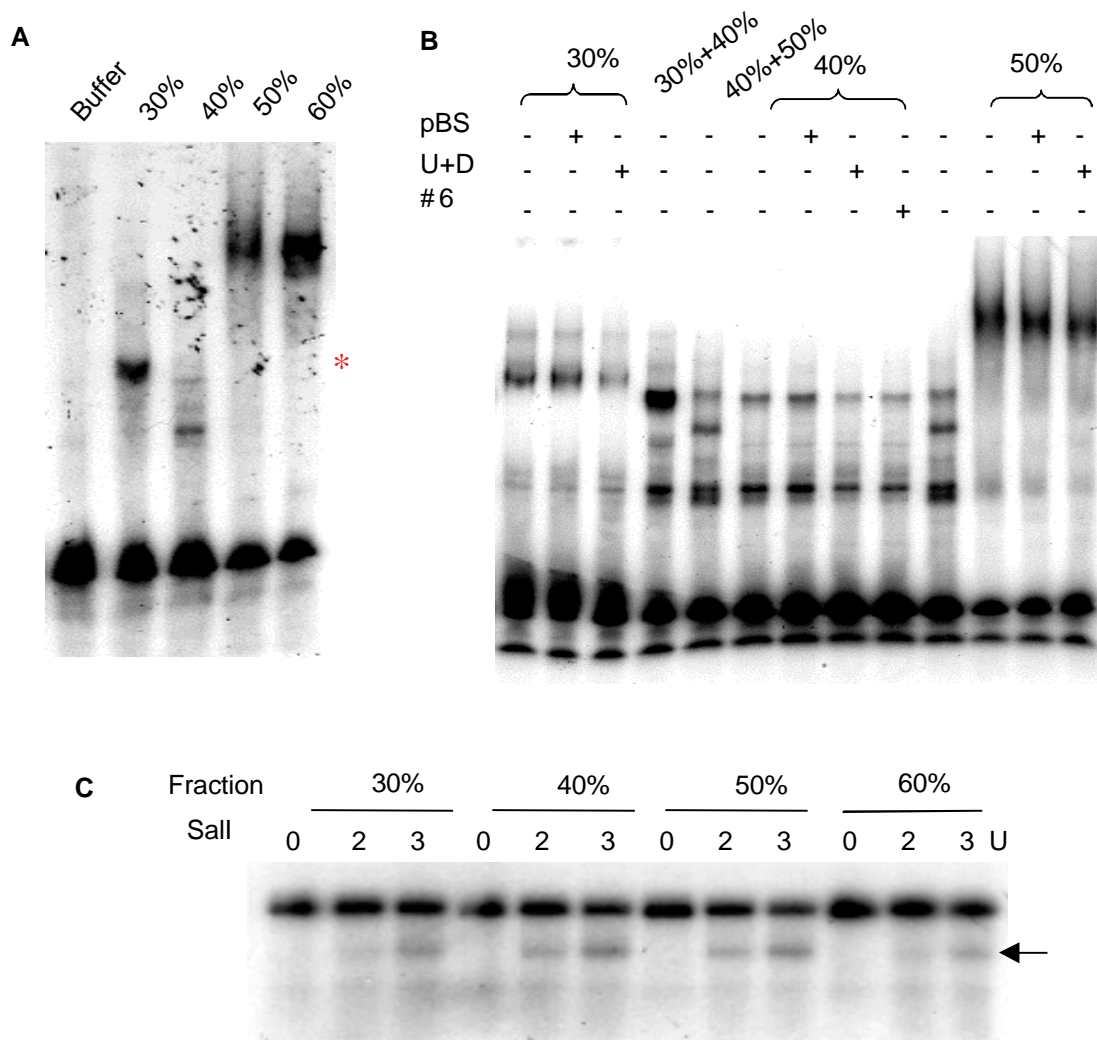 A
Buffer 30% 40% 50% 60%
*
B
30% 30%+40% 40%+50% 40% 50%
pBS - + - - - - + - - - - + -
U+D - - + - - - - + - - - - +
#6 - - - - - - - - + - - - -
C
Fraction 30% 40% 50% 60%
SalI 0 2 3 0 2 3 0 2 3 0 2 3 U